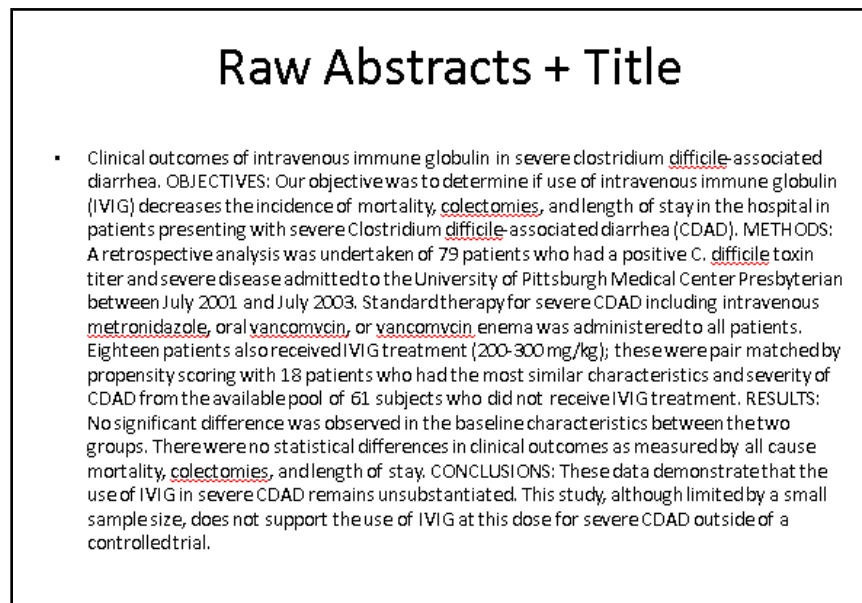 Raw Abstracts + Title
• Clinical outcomes of intravenous immune globulin in severe clostridium difficile-associated
diarrhea. OBJECTIVES: Our objective was to determine if use of intravenous immune globulin
(IVIG) decreases the incidence of mortality, colectomies, and length of stay in the hospital in
patients presenting with severe Clostridium difficile-associated diarrhea (CDAD). METHODS:
A retrospective analysis was undertaken of 79 patients who had a positive C. difficile toxin
titer and severe disease admitted to the University of Pittsburgh Medical Center Presbyterian
between July 2001 and July 2003. Standard therapy for severe CDAD including intravenous
metronidazole, oral vancomycin, or vancomycin enema was administered to all patients.
Eighteen patients also received IVIG treatment (200-300 mg/kg); these were pair matched by
propensity scoring with 18 patients who had the most similar characteristics and severity of
CDAD from the available pool of 61 subjects who did not receive IVIG treatment. RESULTS:
No significant difference was observed in the baseline characteristics between the two
groups. There were no statistical differences in clinical outcomes as measured by all cause
mortality, colectomies, and length of stay. CONCLUSIONS: These data demonstrate that the
use of IVIG in severe CDAD remains unsubstantiated. This study, although limited by a small
sample size, does not support the use of IVIG at this dose for severe CDAD outside of a
controlled trial.